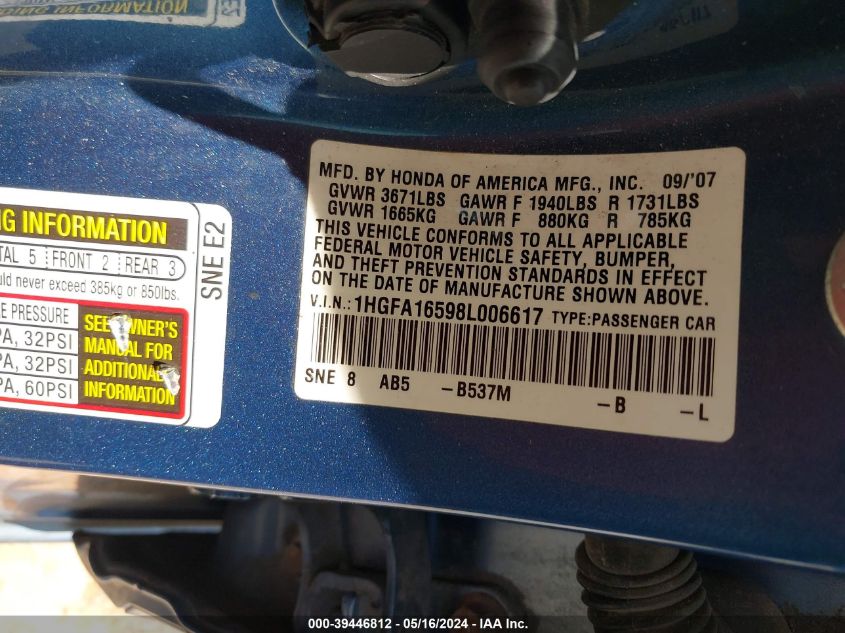 NG INFORMATION
TAL 5 FRONT 2 REAR 3
uld never exceed 385kg or 850lbs.
E PRESSURE
PA, 32PSI
PA, 32PSI
PA, 60PSI
SEE OWNER'S
MANUAL FOR
ADDITIONAL
INFORMATION
SNE E2
MFD. BY HONDA OF AMERICA MFG., INC. 09/'07
GVWR 3671LBS GAWR F 1940LBS R 1731LBS
GVWR 1665KG GAWR F 880KG R 785KG
THIS VEHICLE CONFORMS TO ALL APPLICABLE
FEDERAL MOTOR VEHICLE SAFETY, BUMPER,
AND THEFT PREVENTION STANDARDS IN EFFECT
ON THE DATE OF MANUFACTURE SHOWN ABOVE.
V.I.N.: 1HGFA16598L006617 TYPE:PASSENGER CAR
SNE 8 AB5 -B537M -B -L
000-39446812 - 05/16/2024 - IAA Inc.